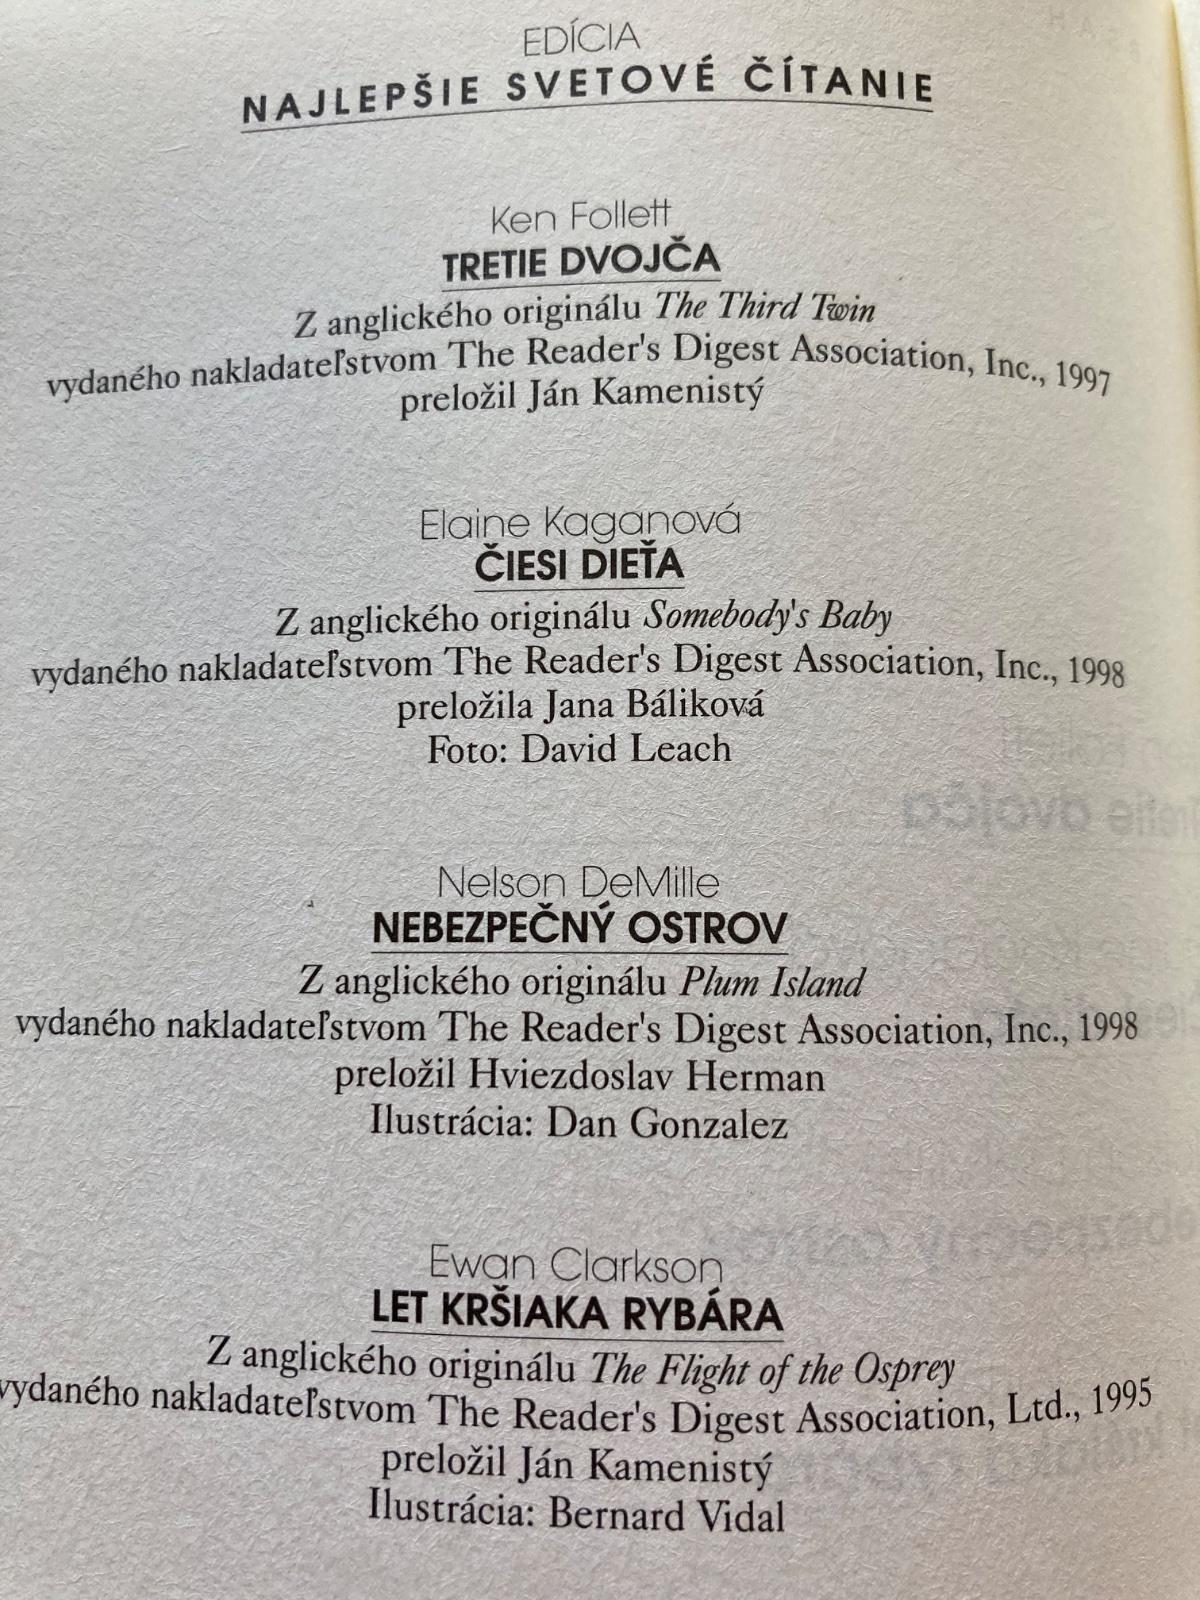 EDÍCIA
NAJLEPŠIE SVETOVÉ ČÍTANIE
Ken Follett
TRETIE DVOJČA
Z anglického originálu The Third Twin
vydaného nakladateľstvom The Reader's Digest Association, Inc., 1997
preložil Ján Kamenistý
Elaine Kaganová
ČIESI DIEŤA
Z anglického originálu Somebody's Baby
vydaného nakladateľstvom The Reader's Digest Association, Inc., 1998
preložila Jana Báliková
Foto: David Leach
Nelson DeMille
NEBEZPEČNÝ OSTROV
Z anglického originálu Plum Island
vydaného nakladateľstvom The Reader's Digest Association, Inc., 1998
preložil Hviezdoslav Herman
Ilustrácia: Dan Gonzalez
Ewan Clarkson
LET KRŠIAKA RYBÁRA
Z anglického originálu The Flight of the Osprey
vydaného nakladateľstvom The Reader's Digest Association, Ltd., 1995
preložil Ján Kamenistý
Ilustrácia: Bernard Vidal